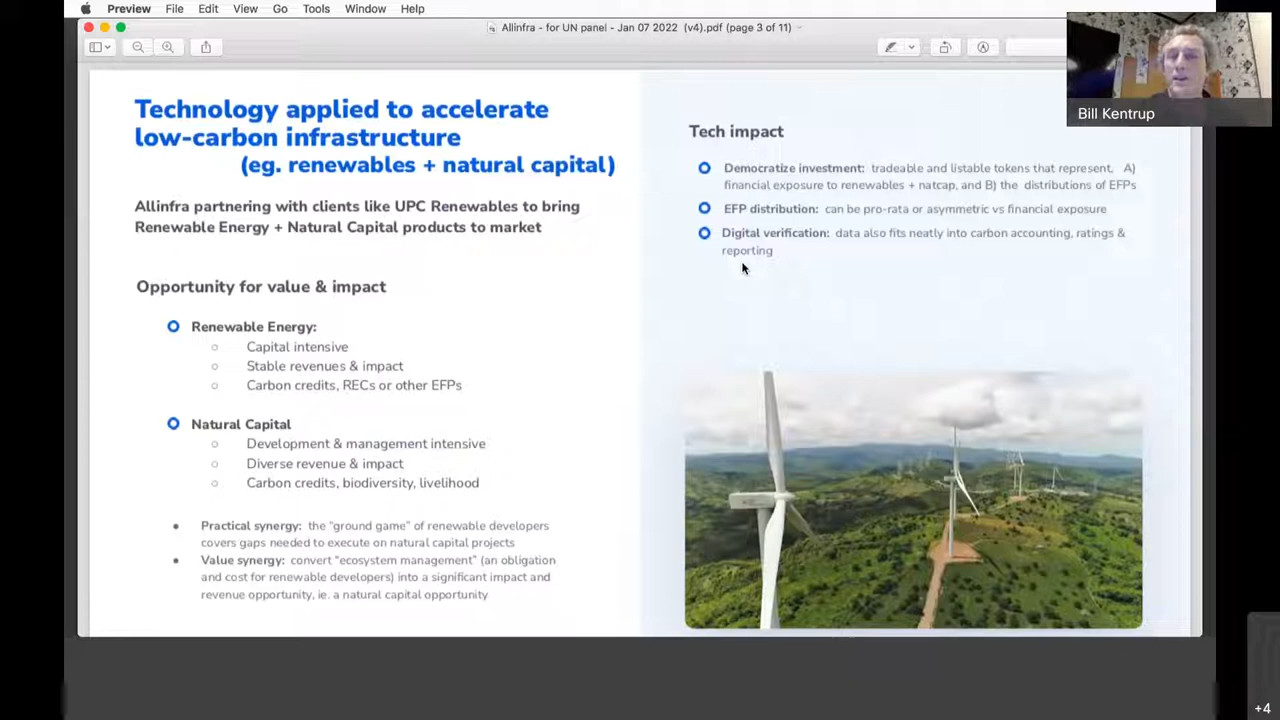 Preview File Edit View Go Tools Window Help
Allinfra - for UN panel - Jan 07 2022 (v4).pdf (page 3 of 11)
Bill Kentrup
Technology applied to accelerate
low-carbon infrastructure
(eg. renewables + natural capital)
Allinfra partnering with clients like UPC Renewables to bring
Renewable Energy + Natural Capital products to market
Opportunity for value & impact
Renewable Energy:
Capital intensive
Stable revenues & impact
Carbon credits, RECs or other EFPs
Natural Capital
Development & management intensive
Diverse revenue & impact
Carbon credits, biodiversity, livelihood
Practical synergy: the "ground game" of renewable developers
covers gaps needed to execute on natural capital projects
Value synergy: convert "ecosystem management" (an obligation
and cost for renewable developers) into a significant impact and
revenue opportunity, ie. a natural capital opportunity
Tech impact
Democratize investment: tradeable and listable tokens that represent, A)
financial exposure to renewables + natcap, and B) the distributions of EFPs
EFP distribution: can be pro-rata or asymmetric vs financial exposure
Digital verification: data also fits neatly into carbon accounting, ratings &
reporting
+4